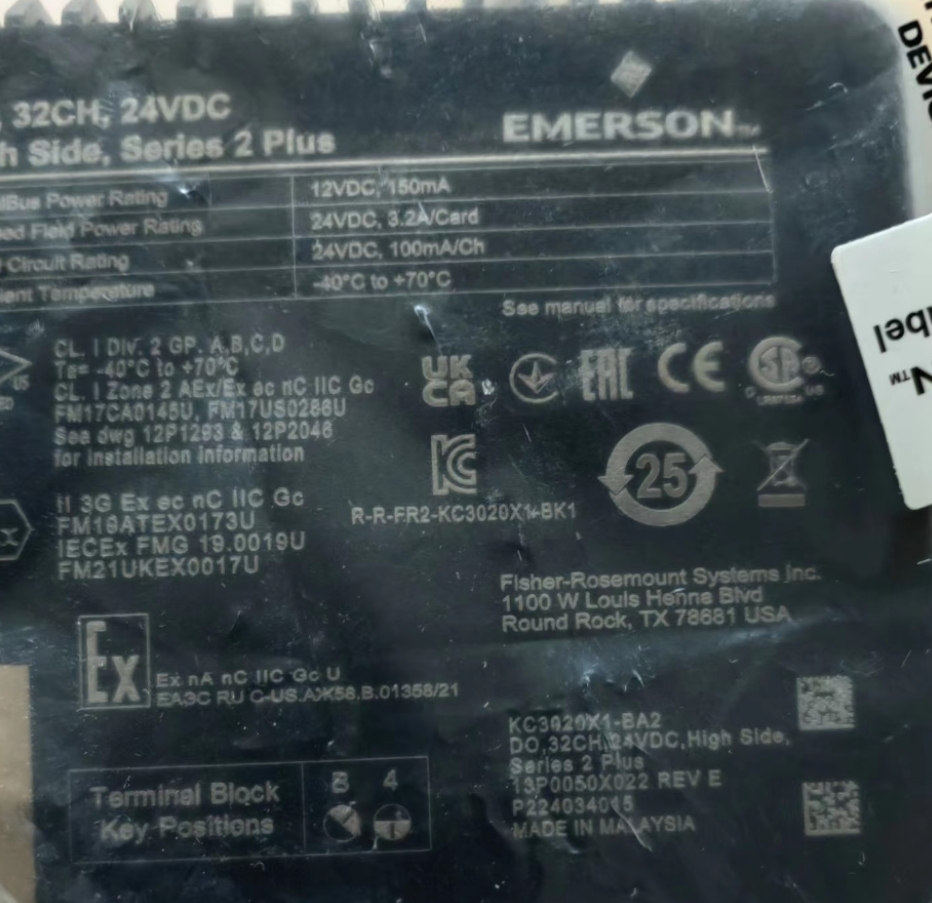 DEVIC
, 32CH, 24VDC
h Side, Series 2 Plus
EMERSON™
Bus Power Rating 12VDC, 150mA
ed Field Power Rating 24VDC, 3.2A/Card
Circuit Rating 24VDC, 100mA/Ch
ient Temperature -40°C to +70°C
See manual for specifications
CL. I DIV. 2 GP. A,B,C,D
Ta= -40°C to +70°C
CL. I Zone 2 AEx/Ex ec nC IIC Gc
FM17CA0145U, FM17US0286U
See dwg 12P1293 & 12P2046
for installation information
UK
CA
EAC
CE
25
R-R-FR2-KC3020X1-BK1
II 3G Ex ec nC IIC Gc
FM19ATEX0173U
IECEx FMG 19.0019U
FM21UKEX0017U
Fisher-Rosemount Systems Inc.
1100 W Louis Henna Blvd
Round Rock, TX 78681 USA
Ex
Ex nA nC IIC Gc U
EAЭC RU C-US.AЖ58.B.01358/21
KC3020X1-BA2
DO,32CH,24VDC,High Side,
Series 2 Plus
13P0050X022 REV E
P224034015
MADE IN MALAYSIA
Terminal Block
Key Positions
4
abel